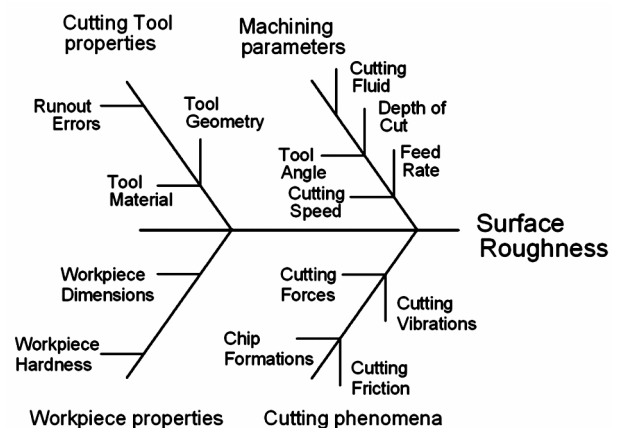 Cutting Tool
properties
Machining
parameters
Runout
Errors
Tool
Geometry
Tool
Material
Cutting
Fluid
Depth of
Cut
Tool
Angle
Feed
Rate
Cutting
Speed
Surface
Roughness
Workpiece
Dimensions
Workpiece
Hardness
Cutting
Forces
Cutting
Vibrations
Chip
Formations
Cutting
Friction
Workpiece properties
Cutting phenomena